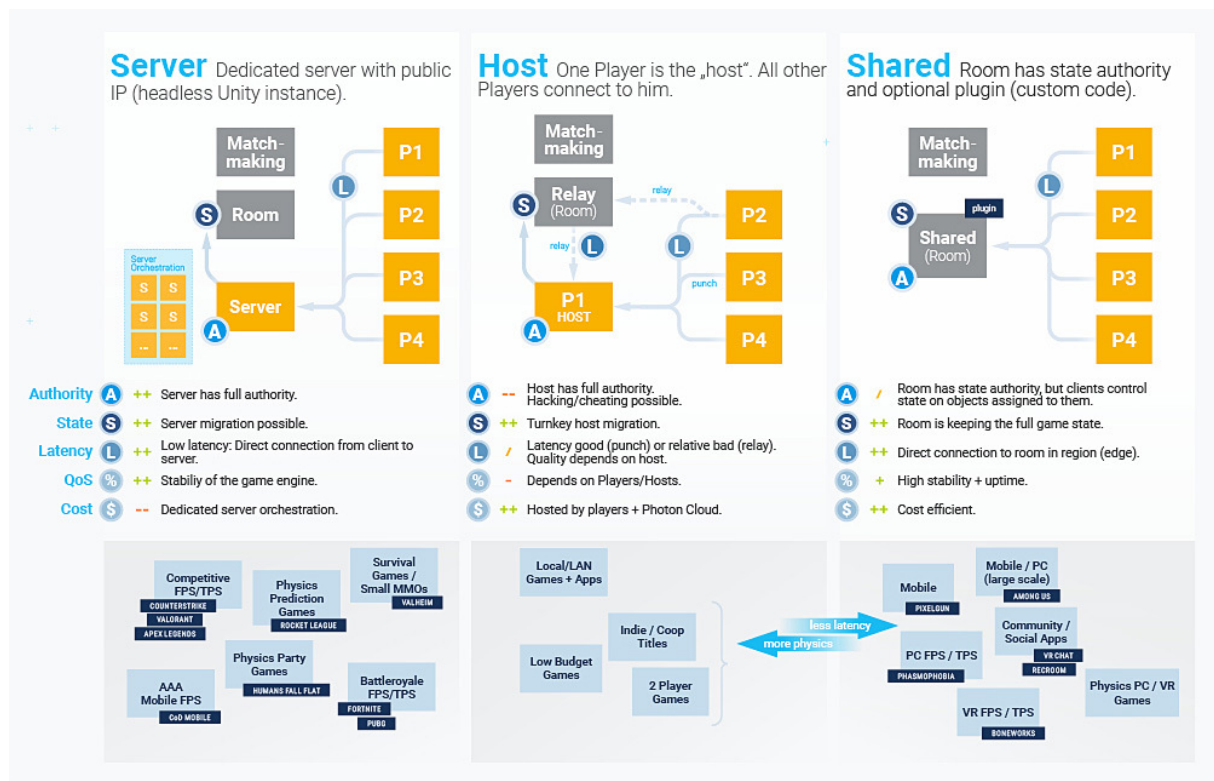 Server Dedicated server with public
IP (headless Unity instance).
Match-
making
Room
S
L
P1
P2
P3
P4
Server
Orchestration
S S
S S
... ...
Server
A
Host One Player is the „host“. All other
Players connect to him.
Match-
making
Relay
(Room)
S
relay
relay
L
L
P2
P3
P4
punch
P1
HOST
A
Shared Room has state authority
and optional plugin (custom code).
Match-
making
plugin
S
Shared
(Room)
A
L
P1
P2
P3
P4
Authority A ++ Server has full authority.
State S ++ Server migration possible.
Latency L ++ Low latency: Direct connection from client to
server.
QoS % ++ Stabiliy of the game engine.
Cost $ -- Dedicated server orchestration.
A -- Host has full authority.
Hacking/cheating possible.
S ++ Turnkey host migration.
L / Latency good (punch) or relative bad (relay).
Quality depends on host.
% - Depends on Players/Hosts.
$ ++ Hosted by players + Photon Cloud.
A / Room has state authority, but clients control
state on objects assigned to them.
S ++ Room is keeping the full game state.
L ++ Direct connection to room in region (edge).
% + High stability + uptime.
$ ++ Cost efficient.
Competitive
FPS/TPS
COUNTERSTRIKE
VALORANT
APEX LEGENDS
Physics
Prediction
Games
ROCKET LEAGUE
Survival
Games /
Small MMOs
VALHEIM
Physics Party
Games
HUMANS FALL FLAT
AAA
Mobile FPS
CoD MOBILE
Battleroyale
FPS/TPS
FORTNITE
PUBG
Local/LAN
Games + Apps
Indie / Coop
Titles
Low Budget
Games
2 Player
Games
less latency
more physics
Mobile
PIXELGUN
Mobile / PC
(large scale)
AMONG US
Community /
Social Apps
VR CHAT
RECROOM
PC FPS / TPS
PHASMOPHOBIA
VR FPS / TPS
BONEWORKS
Physics PC / VR
Games